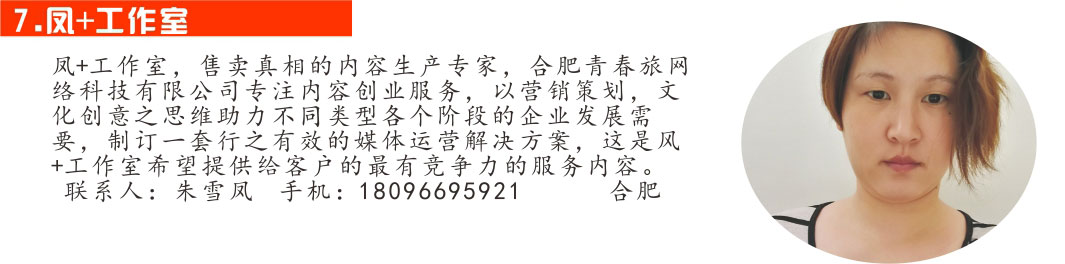 7.凤+工作室
凤+工作室，售卖真相的内容生产专家，合肥青春旅网
络科技有限公司专注内容创业服务，以营销策划，文
化创意之思维助力不同类型各个阶段的企业发展需
要，制订一套行之有效的媒体运营解决方案，这是风
+工作室希望提供给客户的最有竞争力的服务内容。
联系人：朱雪凤 手机：18096695921 合肥